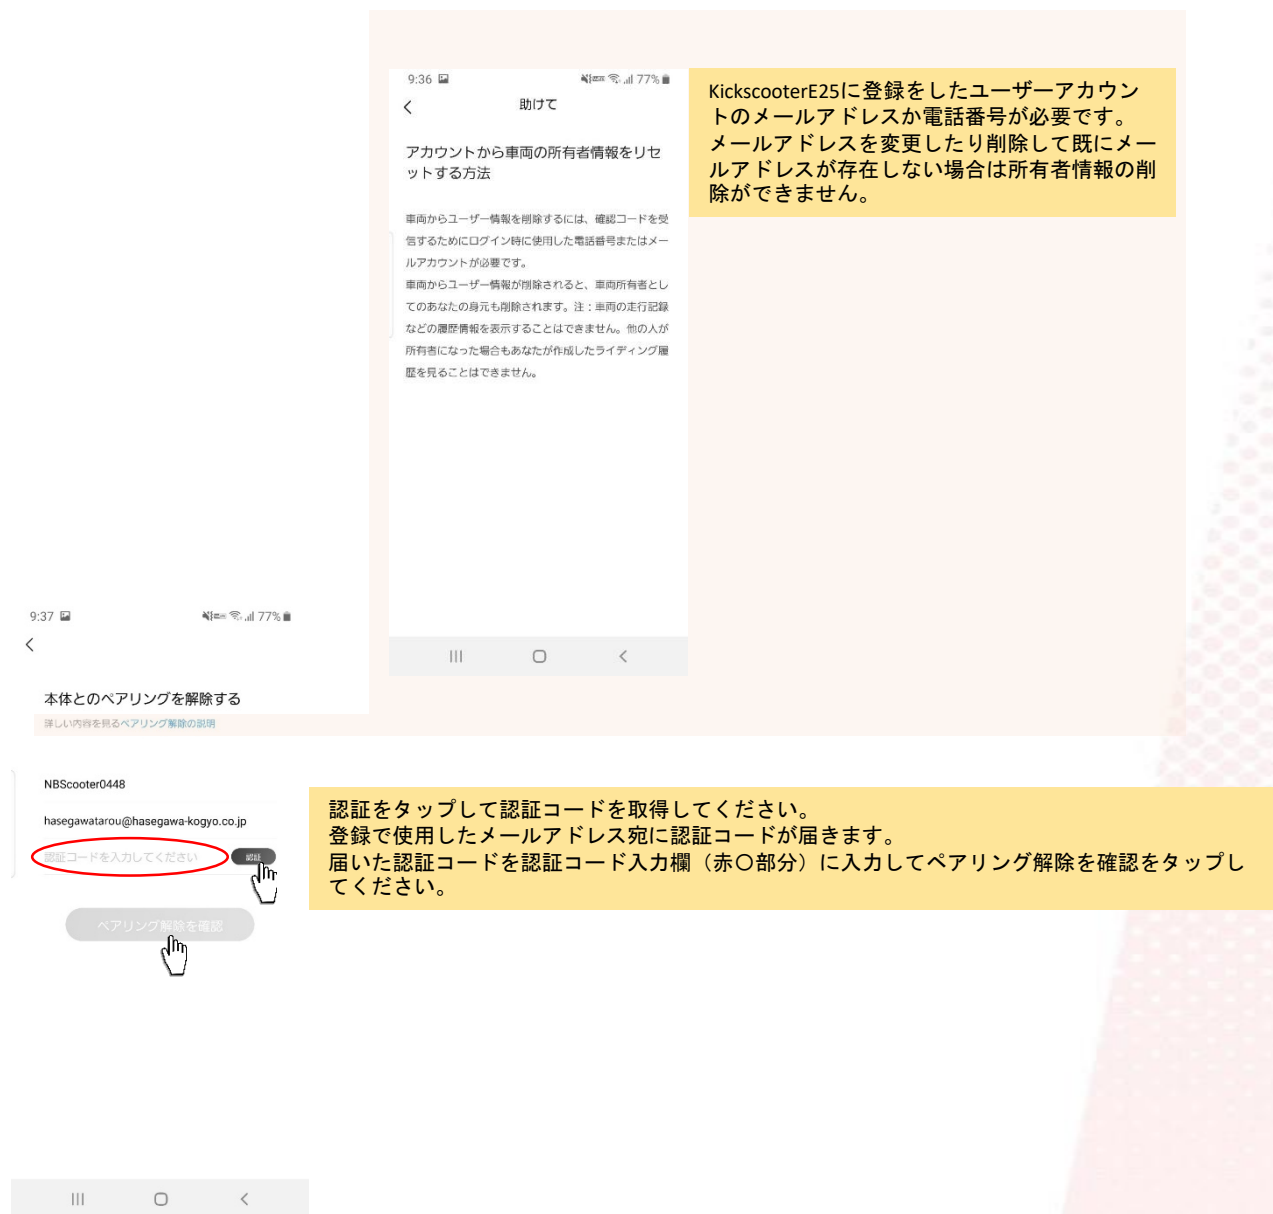 9:36
77%
助けて
アカウントから車両の所有者情報をリセ
ットする方法
車両からユーザー情報を削除するには、確認コードを受
信するためにログイン時に使用した電話番号またはメー
ルアカウントが必要です。
車両からユーザー情報が削除されると、車両所有者とし
てのあなたの身元も削除されます。注：車両の走行記録
などの履歴情報を表示することはできません。他の人が
所有者になった場合もあなたが作成したライディング履
歴を見ることはできません。
KickscooterE25に登録をしたユーザーアカウン
トのメールアドレスか電話番号が必要です。
メールアドレスを変更したり削除して既にメー
ルアドレスが存在しない場合は所有者情報の削
除ができません。
9:37
77%
本体とのペアリングを解除する
詳しい内容を見るペアリング解除の説明
NBScooter0448
hasegawatarou@hasegawa-kogyo.co.jp
認証コードを入力してください
認証
ペアリング解除を確認
認証をタップして認証コードを取得してください。
登録で使用したメールアドレス宛に認証コードが届きます。
届いた認証コードを認証コード入力欄（赤〇部分）に入力してペアリング解除を確認をタップし
てください。